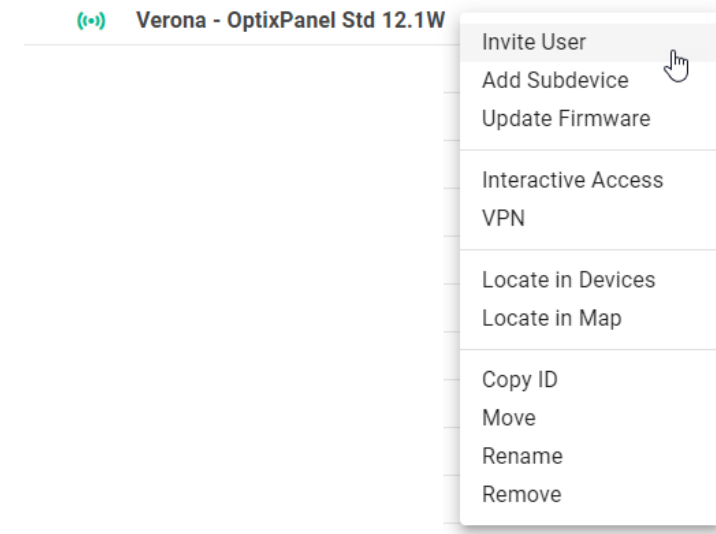 Verona - OptixPanel Std 12.1W
Invite User
Add Subdevice
Update Firmware
Interactive Access
VPN
Locate in Devices
Locate in Map
Copy ID
Move
Rename
Remove